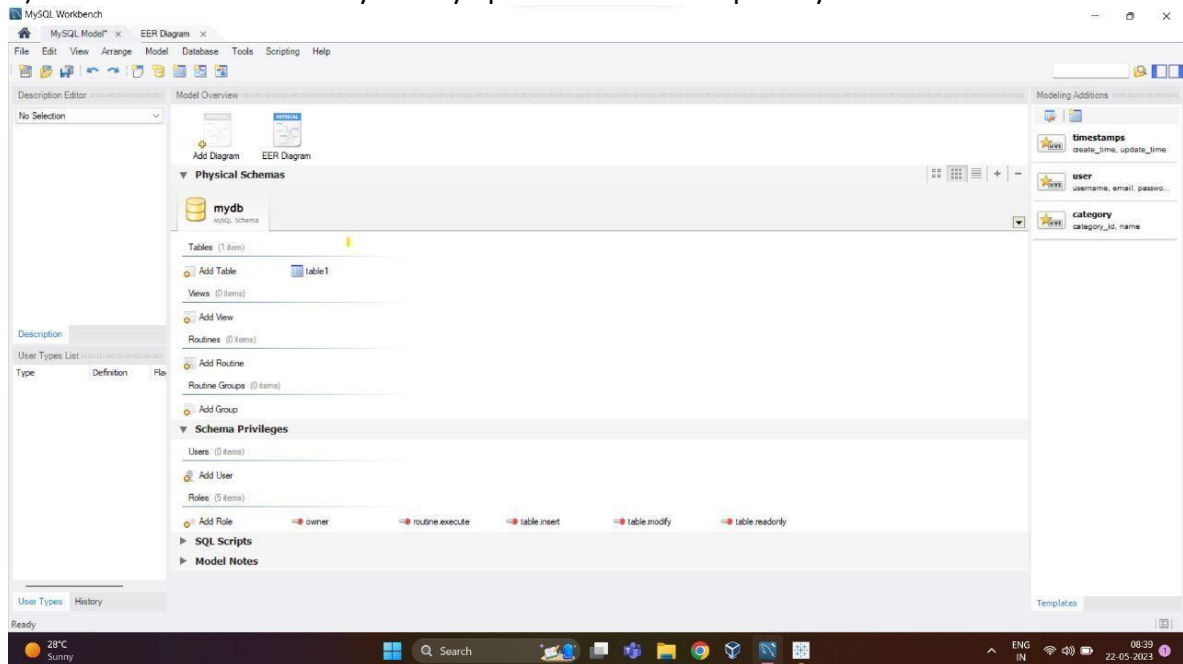 MySQL Workbench
MySQL Model* × EER Diagram ×
File Edit View Arrange Model Database Tools Scripting Help
Description Editor
Model Overview
Modeling Additions
No Selection
Add Diagram EER Diagram
timestamps
create_time, update_time
Physical Schemas
user
username, email, passwo...
mydb
MySQL Schema
category
category_id, name
Tables (1 item)
Add Table table1
Views (0 items)
Add View
Description
Routines (0 items)
User Types List
Type Definition Fla
Add Routine
Routine Groups (0 items)
Add Group
Schema Privileges
Users (0 items)
Add User
Roles (5 items)
Add Role owner routine.execute table.insert table.modify table.readonly
SQL Scripts
Model Notes
User Types History
Templates
Ready
28°C
Sunny
Search
ENG
IN
08:39
22-05-2023
1